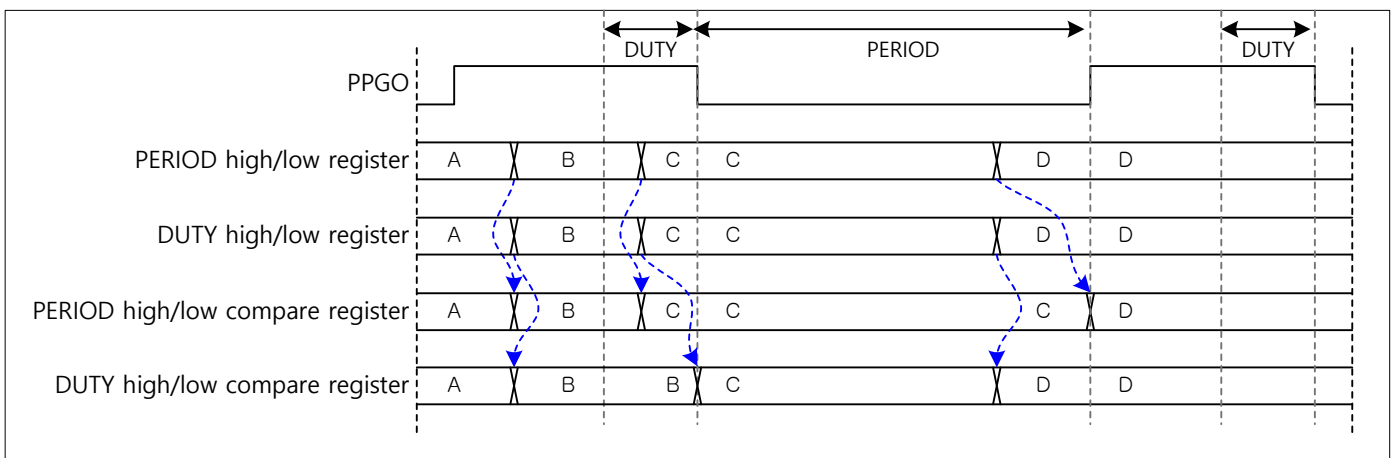 DUTY PERIOD DUTY
PPGO
PERIOD high/low register A B C C D D
DUTY high/low register A B C C D D
PERIOD high/low compare register A B C C C D
DUTY high/low compare register A B B C D D